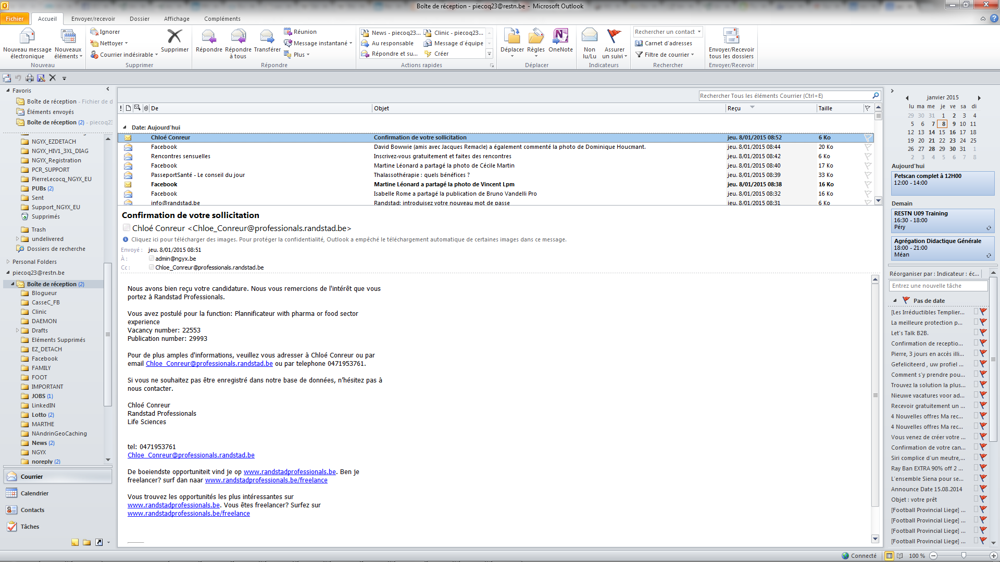 Boîte de réception - piecoq23@restn.be - Microsoft Outlook
Fichier
Accueil
Envoyer/recevoir
Dossier
Affichage
Compléments
Nouveau message électronique
Nouveaux éléments
Nouveau
Ignorer
Nettoyer
Courrier indésirable
Supprimer
Supprimer
Répondre
Répondre à tous
Transférer
Réunion
Message instantané
Plus
Répondre
News - piecoq23...
Au responsable
Répondre et su...
Clinic - piecoq23...
Message d'équipe
Créer
Actions rapides
Déplacer
Règles
OneNote
Déplacer
Non lu/Lu
Assurer un suivi
Indicateurs
Rechercher un contact
Carnet d'adresses
Filtre de courrier
Rechercher
Envoyer/Recevoir tous les dossiers
Envoyer/Recevoir
Favoris
Boîte de réception - Fichier de d
Éléments envoyés
Boîte de réception (2) - piecoq23
NGYX_EZDETACH
NGYX_HIV1_3XL_DIAG
NGYX_Registration
PCR_SUPPORT
PierreLecocq_NGYX_EU
PUBs (2)
Sent
Support_NGYX_EU
Supprimés
Trash
undelivered
Dossiers de recherche
Personal Folders
piecoq23@restn.be
Boîte de réception (2)
Blogueur
CasseC_FB
Clinic
DAEMON
Drafts
Eléments Supprimés
EZ_DETACH
Facebook
FAMILY
FOOT
IMPORTANT
JOBS (1)
LinkedIN
Lotto (2)
MARTHE
NAndrinGeoCaching
News (2)
NGYX
noreply (2)
Courrier
Calendrier
Contacts
Tâches
Rechercher Tous les éléments Courrier (Ctrl+E)
De Objet Reçu Taille
Date: Aujourd'hui
Chloé Conreur Confirmation de votre sollicitation jeu. 8/01/2015 08:52 6 Ko
Facebook David Bowwie (amis avec Jacques Remacle) a également commenté la photo de Dominique Houcmant. jeu. 8/01/2015 08:44 20 Ko
Rencontres sensuelles Inscrivez-vous gratuitement et faites des rencontres jeu. 8/01/2015 08:42 6 Ko
Facebook Martine Léonard a partagé la photo de Cécile Martin jeu. 8/01/2015 08:40 17 Ko
PasseportSanté - Le conseil du jour Thalassothérapie : quels bénéfices ? jeu. 8/01/2015 08:39 33 Ko
Facebook Martine Léonard a partagé la photo de Vincent Lpm jeu. 8/01/2015 08:38 16 Ko
Facebook Isabelle Rome a partagé la publication de Bruno Vandelli Pro jeu. 8/01/2015 08:32 16 Ko
info@randstad.be Randstad: introduisez votre nouveau mot de passe jeu. 8/01/2015 08:31 6 Ko
Confirmation de votre sollicitation
Chloé Conreur <Chloe_Conreur@professionals.randstad.be>
Cliquez ici pour télécharger des images. Pour protéger la confidentialité, Outlook a empêché le téléchargement automatique de certaines images dans ce message.
Envoyé : jeu. 8/01/2015 08:51
À : admin@ngyx.be
Cc : Chloe_Conreur@professionals.randstad.be
Nous avons bien reçu votre candidature. Nous vous remercions de l'intérêt que vous
portez à Randstad Professionals.
Vous avez postulé pour la function: Plannificateur with pharma or food sector
experience
Vacancy number: 22553
Publication number: 29993
Pour de plus amples d'informations, veuillez vous adresser à Chloé Conreur ou par
email Chloe_Conreur@professionals.randstad.be ou par telephone 0471953761.
Si vous ne souhaitez pas être enregistré dans notre base de données, n'hésitez pas à
nous contacter.
Chloé Conreur
Randstad Professionals
Life Sciences
tel: 0471953761
Chloe_Conreur@professionals.randstad.be
De boeiendste opportuniteit vind je op www.randstadprofessionals.be. Ben je
freelancer? surf dan naar www.randstadprofessionals.be/freelance
Vous trouvez les opportunités les plus intéressantes sur
www.randstadprofessionals.be. Vous êtes freelancer? Surfez sur
www.randstadprofessionals.be/freelance
janvier 2015
lu ma me je ve sa di
29 30 31 1 2 3 4
5 6 7 8 9 10 11
12 13 14 15 16 17 18
19 20 21 22 23 24 25
26 27 28 29 30 31 1
2 3 4 5 6 7 8
Aujourd'hui
Petscan complet à 12H00
12:00 - 14:00
Demain
RESTN U09 Training
16:30 - 18:00
Péry
Agrégation Didactique Générale
18:00 - 21:00
Méan
Réorganiser par : Indicateur : éc...
Entrez une nouvelle tâche
Pas de date
[Les Irréductibles Templier...
La meilleure protection p...
Let's Talk B2B.
Confirmation de receptio...
Pierre, 3 jours en accès illi...
Gefeliciteerd , uw profiel ...
Comment s'y prendre pou...
Trouvez la solution la plus...
Nieuwe vacatures voor ad...
Recevoir gratuitement un ...
4 Nouvelles offres Ma rec...
4 Nouvelles offres Ma rec...
Vous venez de créer votre ...
Confirmation de votre can...
Siri complice d'un meutre,...
Ray Ban EXTRA 90% off 2 ...
L'ensemble Siena pour se...
Announce Date 15.08.2014
Objet : votre prêt
[Football Provincial Liege] ...
[Football Provincial Liege] ...
[Football Provincial Liege] ...
[Football Provincial Liege] ...
Connecté
100 %